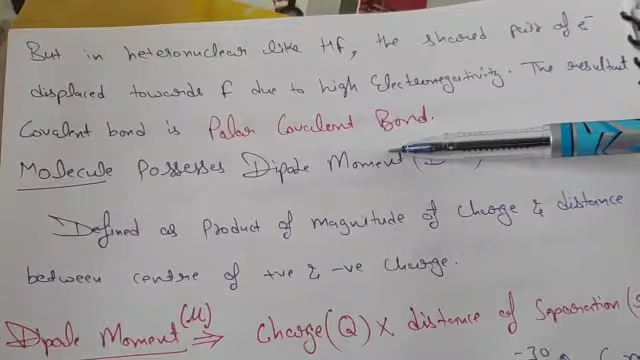 But in heteronuclear like HF, the shared pair of e⁻
displaced towards F due to high Electronegativity. The resultant
Covalent bond is Polar Covalent Bond.
Molecule Possesses Dipole Moment
Defined as Product of magnitude of charge & distance
between centre of +ve & -ve charge.
Dipole Moment (μ) ⇒ Charge(Q) × distance of Separation (
-30